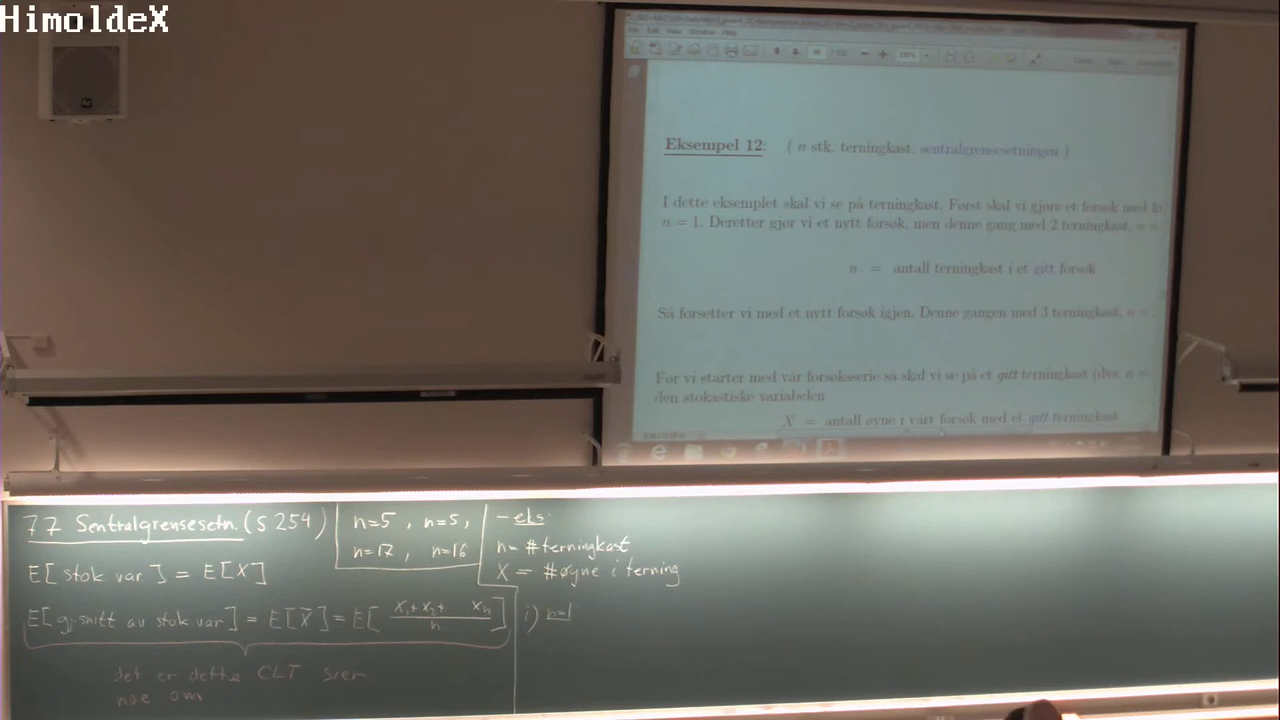 HimoldeX
Eksempel 12: ( n stk. terningkast, sentralgrensesetningen )
I dette eksemplet skal vi se på terningkast. Først skal vi gjøre et forsøk med
n = 1. Deretter gjør vi et nytt forsøk, men denne gang med 2 terningkast, n =
n = antall terningkast i et gitt forsøk
Så forsetter vi med et nytt forsøk igjen. Denne gangen med 3 terningkast, n =
Før vi starter med vår forsøksserie så skal vi se på et gitt terningkast (dvs. n =
den stokastiske variabelen
X = antall øyne i vårt forsøk med et gitt terningkast
7.7 Sentralgrensesetn. (S 254)
E[stok var] = E[X]
E[gj.snitt av stok var] = E[X̄] = E[ (X₁+X₂+ Xₙ)/n ]
det er dette CLT sier
noe om
n=5, n=5,
n=17, n=16
- eks:
n = #terningkast
X = #øyne i terning
i) n=1